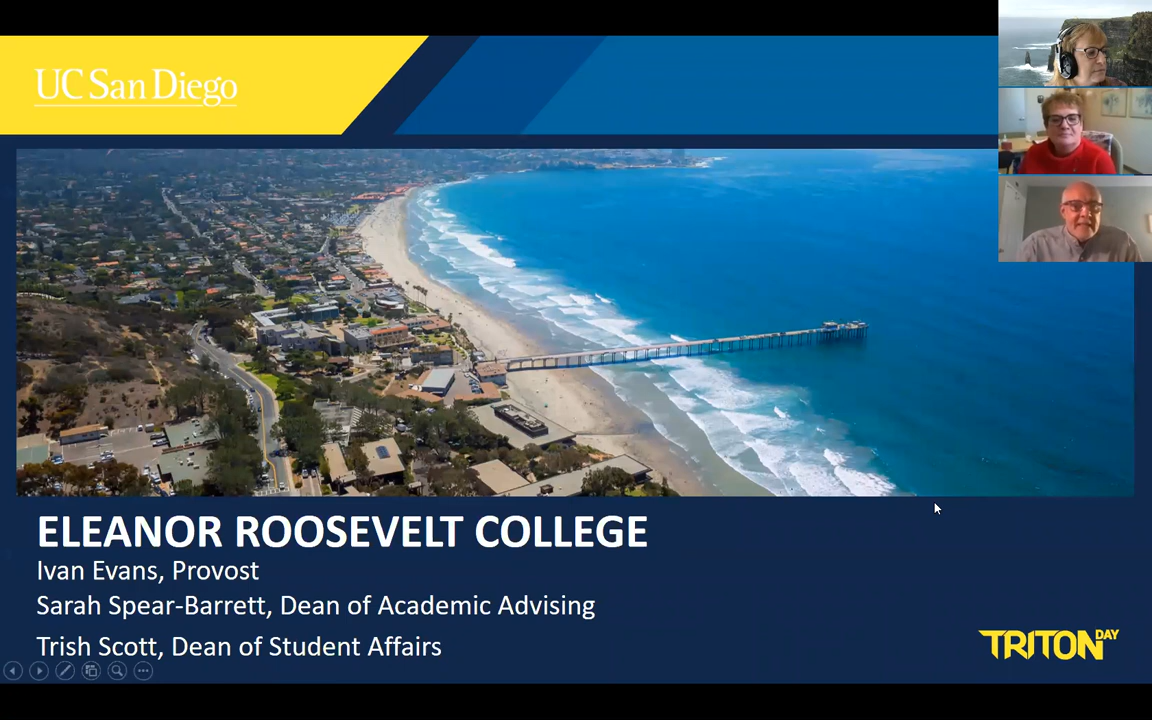 UC San Diego
ELEANOR ROOSEVELT COLLEGE
Ivan Evans, Provost
Sarah Spear-Barrett, Dean of Academic Advising
Trish Scott, Dean of Student Affairs
TRITON DAY